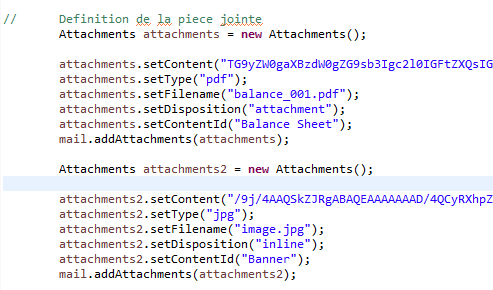 // Definition de la piece jointe
Attachments attachments = new Attachments();
attachments.setContent("TG9yZW0gaXBzdW0gZG9sb3Igc2l0IGFtZXQsIG
attachments.setType("pdf");
attachments.setFilename("balance_001.pdf");
attachments.setDisposition("attachment");
attachments.setContentId("Balance Sheet");
mail.addAttachments(attachments);
Attachments attachments2 = new Attachments();
attachments2.setContent("/9j/4AAQSkZJRgABAQEAAAAAAAD/4QCyRXhpZ
attachments2.setType("jpg");
attachments2.setFilename("image.jpg");
attachments2.setDisposition("inline");
attachments2.setContentId("Banner");
mail.addAttachments(attachments2);